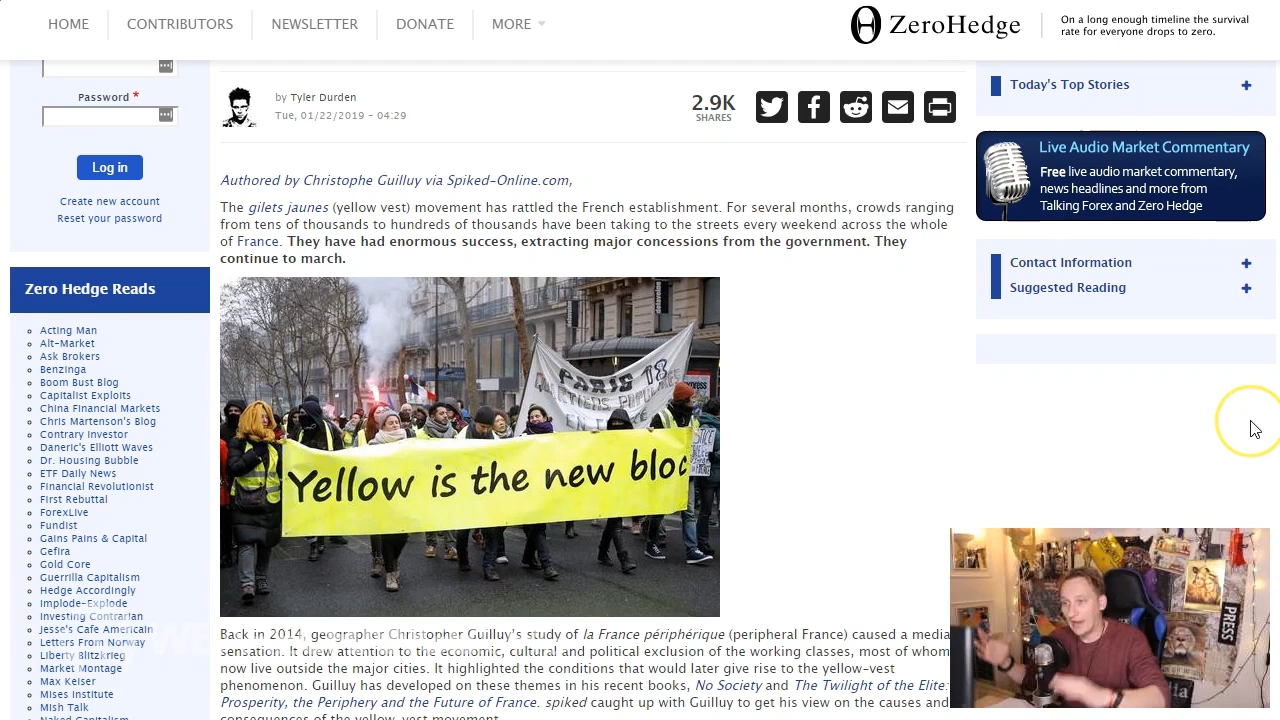 HOME
CONTRIBUTORS
NEWSLETTER
DONATE
MORE
ZeroHedge
On a long enough timeline the survival
rate for everyone drops to zero.
Password *
Log in
Create new account
Reset your password
Zero Hedge Reads
Acting Man
Alt-Market
Ask Brokers
Benzinga
Boom Bust Blog
Capitalist Exploits
China Financial Markets
Chris Martenson's Blog
Contrary Investor
Daneric's Elliott Waves
Dr. Housing Bubble
ETF Daily News
Financial Revolutionist
First Rebuttal
ForexLive
Fundist
Gains Pains & Capital
Gefira
Gold Core
Guerrilla Capitalism
Hedge Accordingly
Implode-Explode
Investing Contrarian
Jesse's Cafe Americain
Letters From Norway
Liberty Blitzkrieg
Market Montage
Max Keiser
Mises Institute
Mish Talk
Naked Capitalism
by Tyler Durden
Tue, 01/22/2019 - 04:29
2.9K
SHARES
Authored by Christophe Guilluy via Spiked-Online.com,
The gilets jaunes (yellow vest) movement has rattled the French establishment. For several months, crowds ranging
from tens of thousands to hundreds of thousands have been taking to the streets every weekend across the whole
of France. They have had enormous success, extracting major concessions from the government. They
continue to march.
PARIS 18
Yellow is the new bloc
Back in 2014, geographer Christopher Guilluy's study of la France périphérique (peripheral France) caused a media
sensation. It drew attention to the economic, cultural and political exclusion of the working classes, most of whom
now live outside the major cities. It highlighted the conditions that would later give rise to the yellow-vest
phenomenon. Guilluy has developed on these themes in his recent books, No Society and The Twilight of the Elite:
Prosperity, the Periphery and the Future of France. spiked caught up with Guilluy to get his view on the causes and
consequences of the yellow vest movement.
Today's Top Stories
Live Audio Market Commentary
Free live audio market commentary,
news headlines and more from
Talking Forex and Zero Hedge
Contact Information
Suggested Reading
PRESS